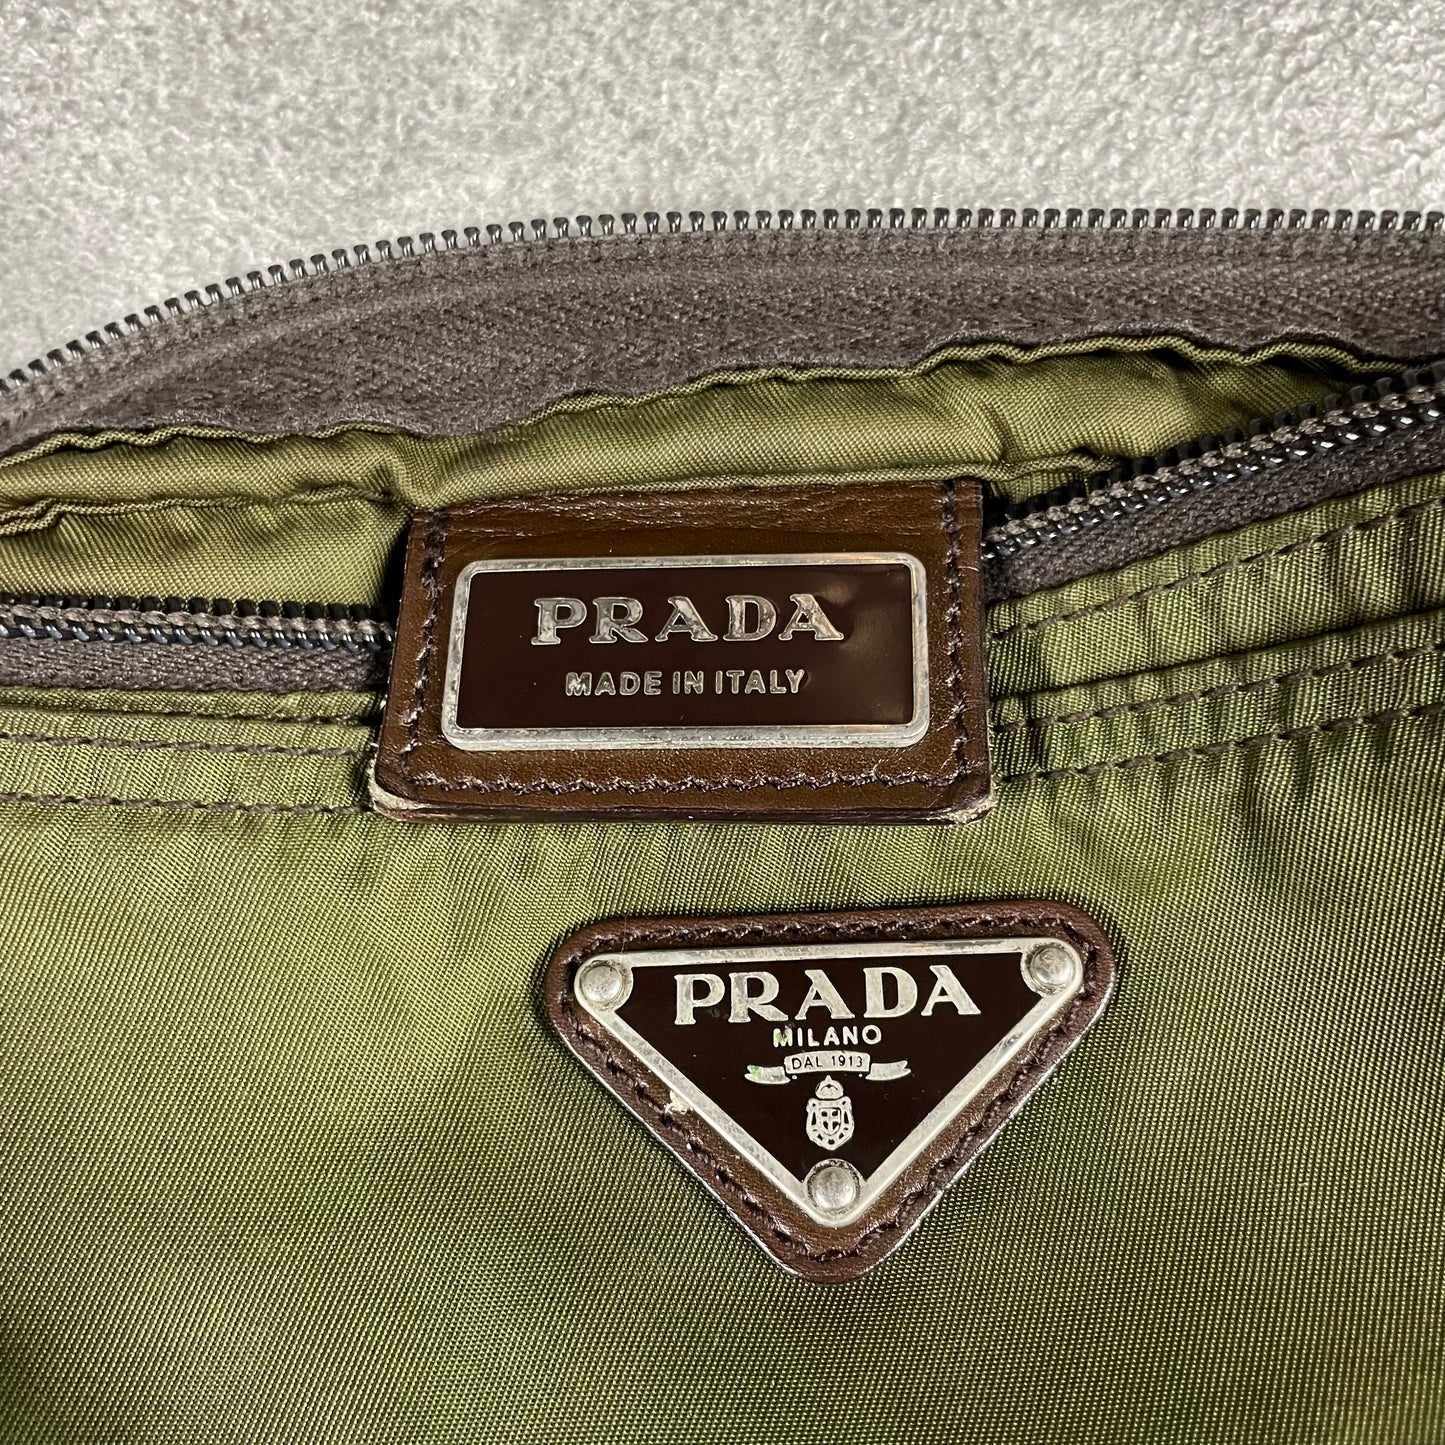 PRADA
MADE IN ITALY
PRADA
MILANO
DAL 1913